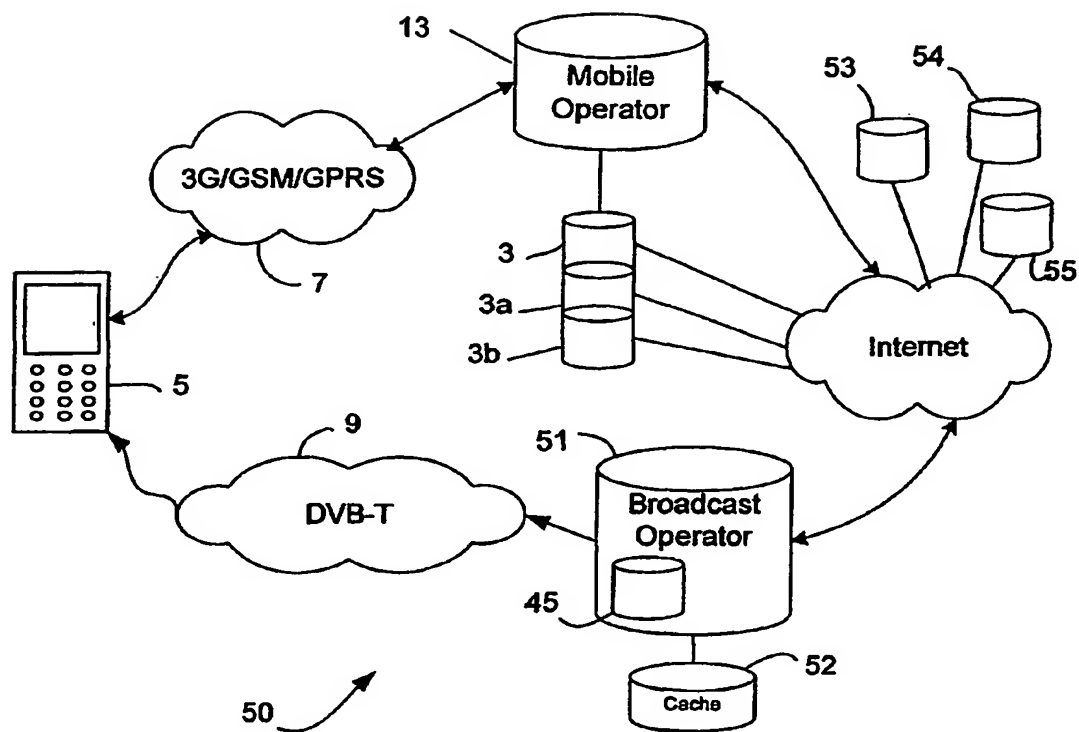 13
Mobile
Operator
53
54
3G/GSM/GPRS
7
3
3a
3b
55
Internet
5
9
DVB-T
51
Broadcast
Operator
45
52
Cache
50